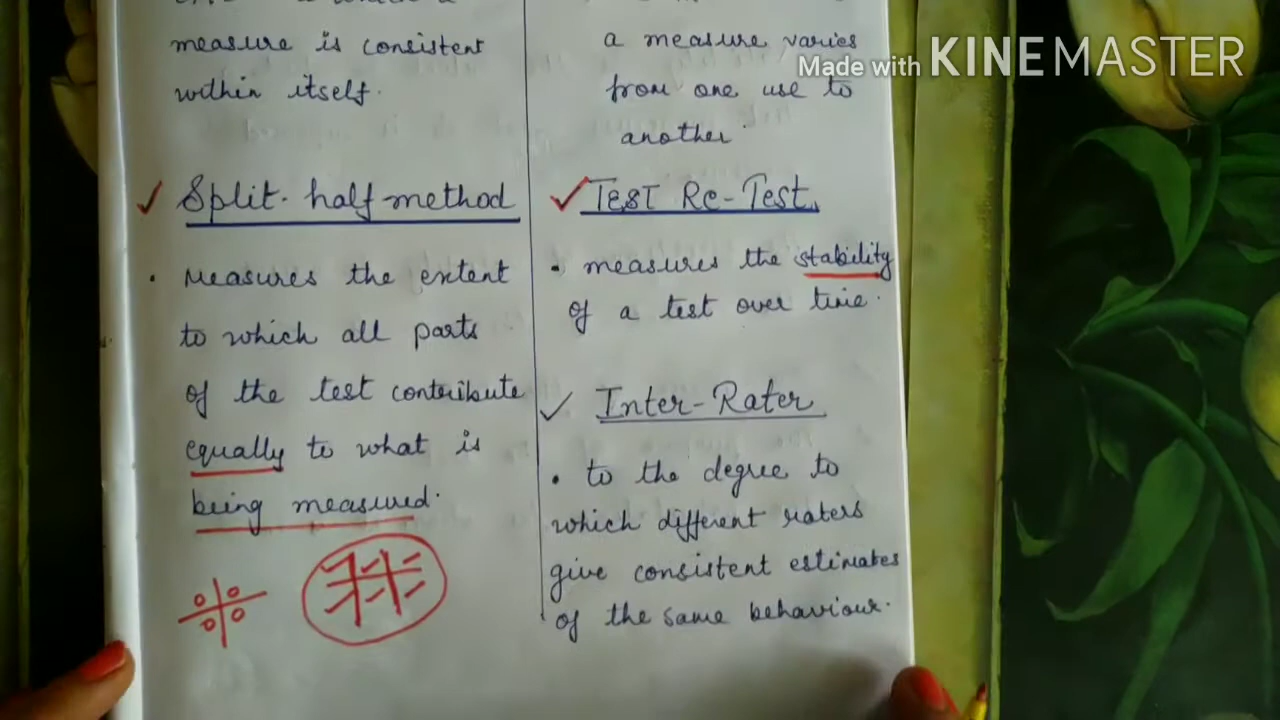 measure is consistent
within itself.
✓ Split-half method
• Measures the extent
to which all parts
of the test contribute
equally to what is
being measured.
a measure varies
from one use to
another
✓ TEST Re-Test
• measures the stability
of a test over time.
✓ Inter-Rater
• to the degree to
which different raters
give consistent estimates
of the same behaviour.
Made with KINEMASTER